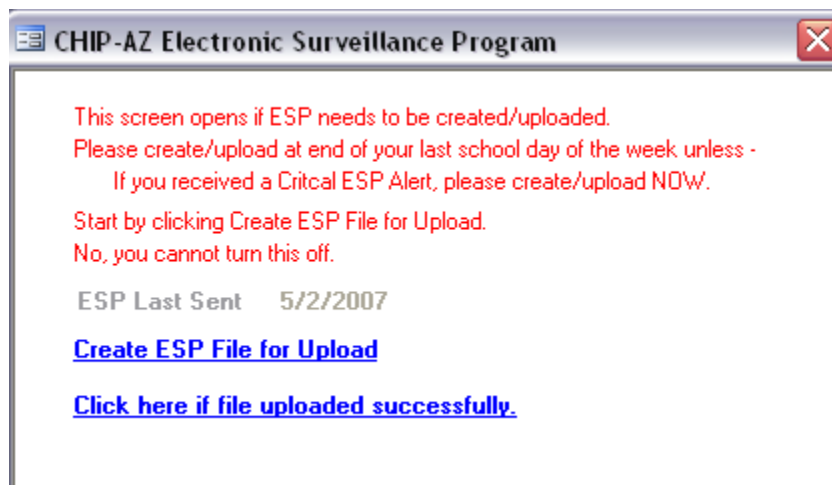 CHIP-AZ Electronic Surveillance Program
This screen opens if ESP needs to be created/uploaded.
Please create/upload at end of your last school day of the week unless -
If you received a Critcal ESP Alert, please create/upload NOW.
Start by clicking Create ESP File for Upload.
No, you cannot turn this off.
ESP Last Sent 5/2/2007
Create ESP File for Upload
Click here if file uploaded successfully.